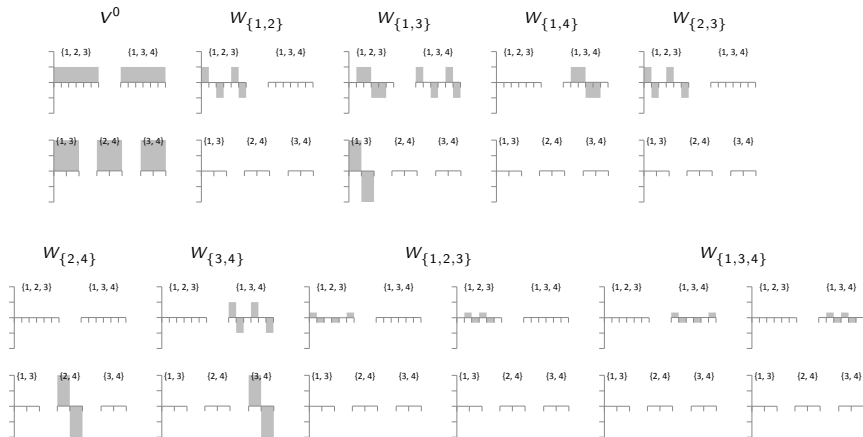 V^0 W_{1,2} W_{1,3} W_{1,4} W_{2,3}
{1, 2, 3} {1, 3, 4} {1, 2, 3} {1, 3, 4} {1, 2, 3} {1, 3, 4} {1, 2, 3} {1, 3, 4} {1, 2, 3} {1, 3, 4}
{1, 3} {2, 4} {3, 4} {1, 3} {2, 4} {3, 4} {1, 3} {2, 4} {3, 4} {1, 3} {2, 4} {3, 4} {1, 3} {2, 4} {3, 4}
W_{2,4} W_{3,4} W_{1,2,3} W_{1,3,4}
{1, 2, 3} {1, 3, 4} {1, 2, 3} {1, 3, 4} {1, 2, 3} {1, 3, 4} {1, 2, 3} {1, 3, 4} {1, 2, 3} {1, 3, 4} {1, 2, 3} {1, 3, 4}
{1, 3} {2, 4} {3, 4} {1, 3} {2, 4} {3, 4} {1, 3} {2, 4} {3, 4} {1, 3} {2, 4} {3, 4} {1, 3} {2, 4} {3, 4} {1, 3} {2, 4} {3, 4}